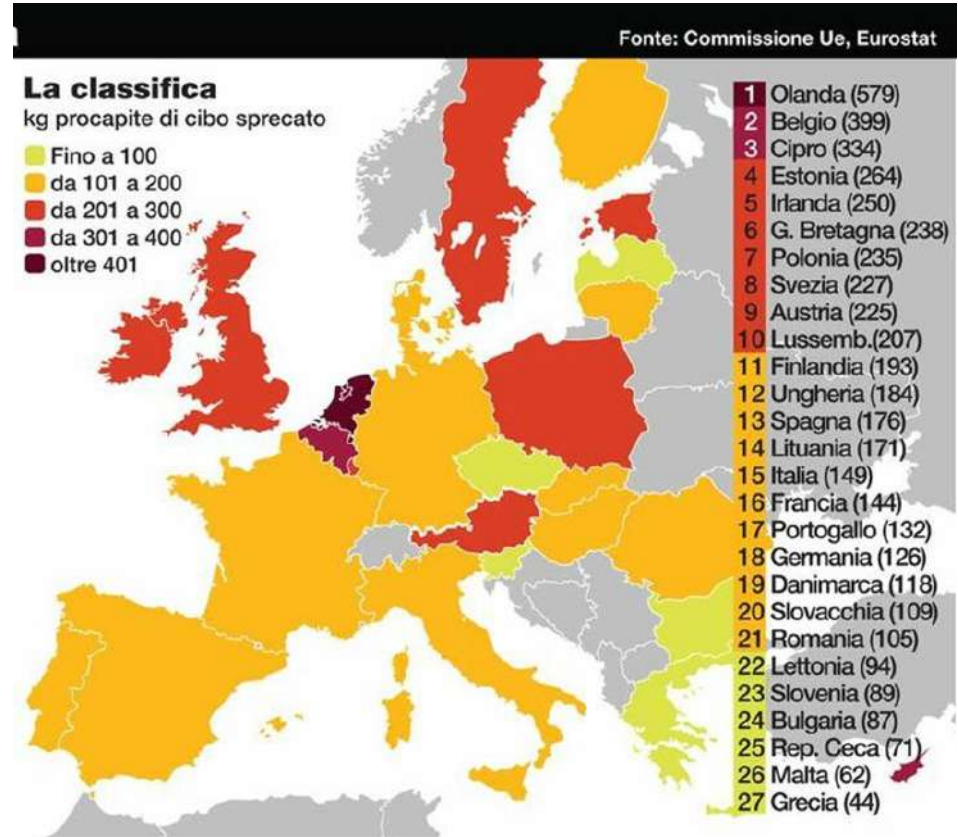 Fonte: Commissione Ue, Eurostat
La classifica
kg procapite di cibo sprecato
Fino a 100
da 101 a 200
da 201 a 300
da 301 a 400
oltre 401
1 Olanda (579)
2 Belgio (399)
3 Cipro (334)
4 Estonia (264)
5 Irlanda (250)
6 G. Bretagna (238)
7 Polonia (235)
8 Svezia (227)
9 Austria (225)
10 Lussemb.(207)
11 Finlandia (193)
12 Ungheria (184)
13 Spagna (176)
14 Lituania (171)
15 Italia (149)
16 Francia (144)
17 Portogallo (132)
18 Germania (126)
19 Danimarca (118)
20 Slovacchia (109)
21 Romania (105)
22 Lettonia (94)
23 Slovenia (89)
24 Bulgaria (87)
25 Rep. Ceca (71)
26 Malta (62)
27 Grecia (44)